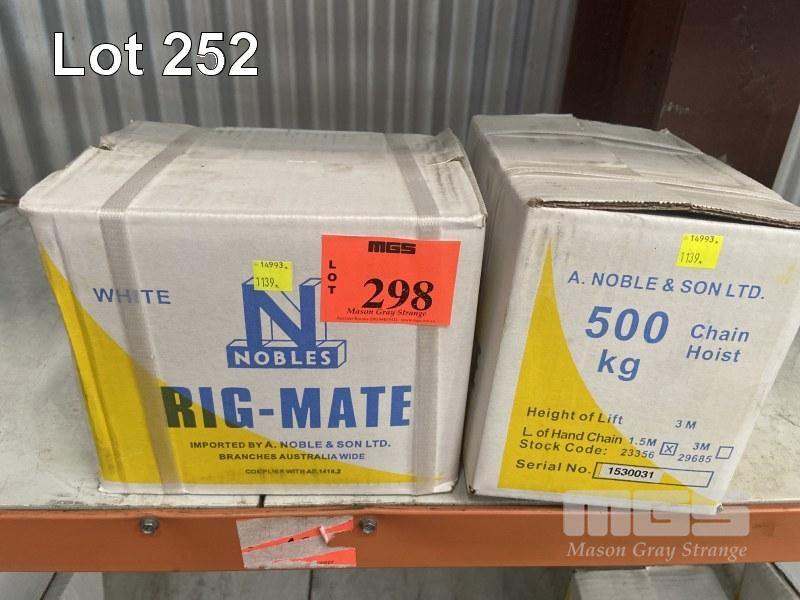 Lot 252
MGS
LOT
298
Mason Gray Strange
14993.
1139.
WHITE
N
NOBLES
RIG-MATE
IMPORTED BY A. NOBLE & SON LTD.
BRANCHES AUSTRALIA WIDE
14993.
1139.
A. NOBLE & SON LTD.
500 kg
Chain Hoist
Height of Lift 3 M
L. of Hand Chain 1.5M 3M
Stock Code: 23356 29685
Serial No. 1530031
MGS
Mason Gray Strange